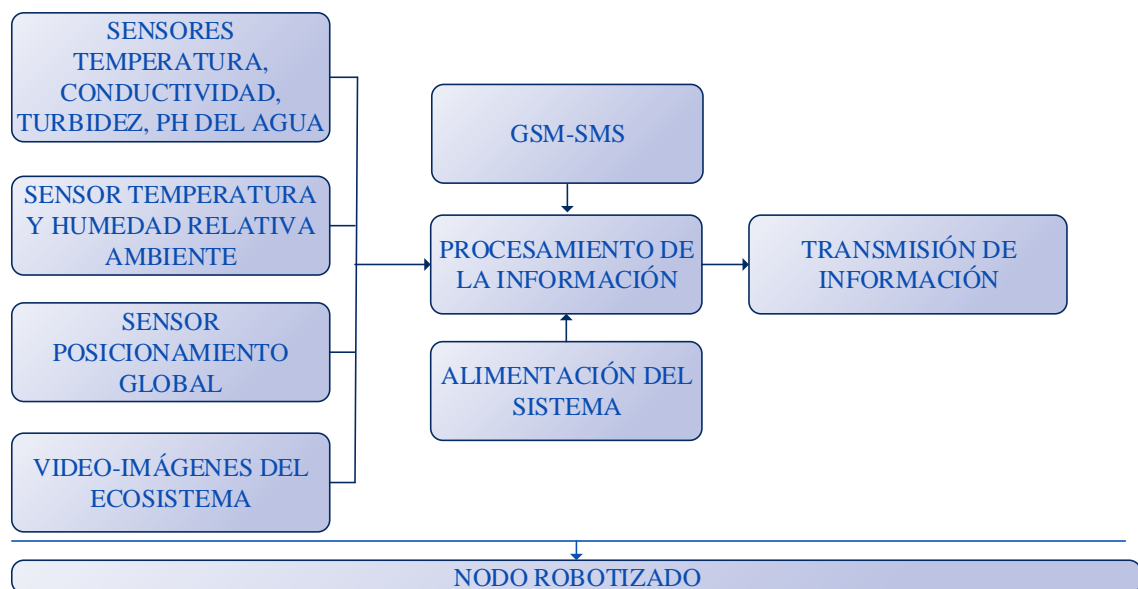 SENSORES
TEMPERATURA,
CONDUCTIVIDAD,
TURBIDEZ, PH DEL AGUA
SENSOR TEMPERATURA
Y HUMEDAD RELATIVA
AMBIENTE
SENSOR
POSICIONAMIENTO
GLOBAL
VIDEO-IMÁGENES DEL
ECOSISTEMA
GSM-SMS
PROCESAMIENTO DE
LA INFORMACIÓN
ALIMENTACIÓN DEL
SISTEMA
TRANSMISIÓN DE
INFORMACIÓN
NODO ROBOTIZADO